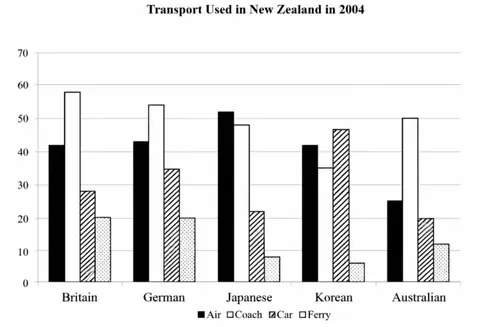 Transport Used in New Zealand in 2004
70
60
50
40
30
20
10
0
Britain German Japanese Korean Australian
Air Coach Car Ferry